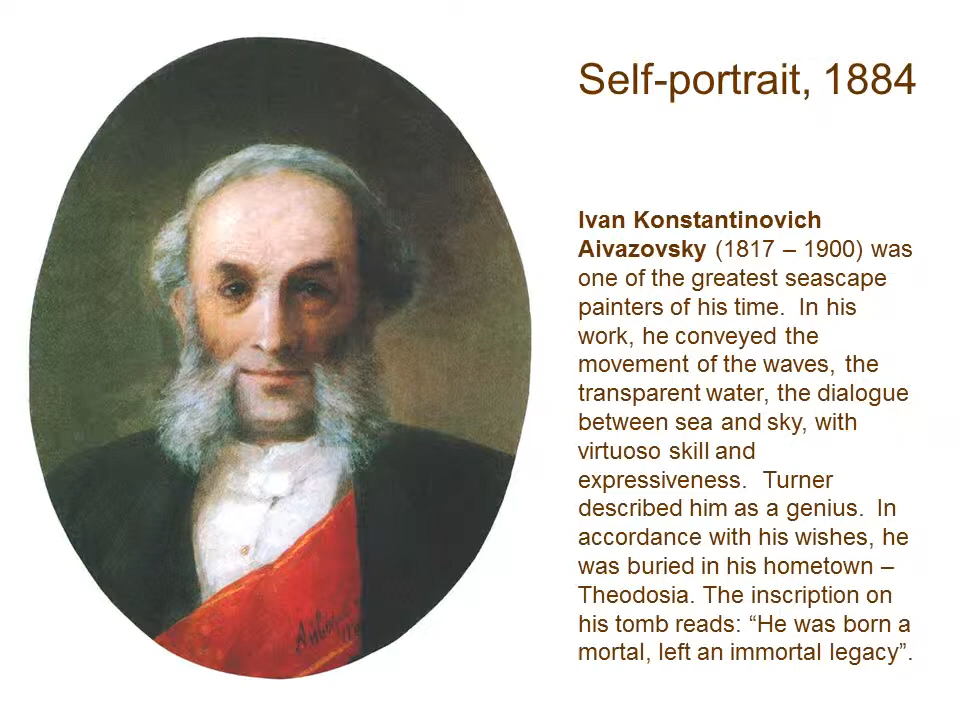 Self-portrait, 1884
Ivan Konstantinovich
Aivazovsky (1817 – 1900) was
one of the greatest seascape
painters of his time.  In his
work, he conveyed the
movement of the waves, the
transparent water, the dialogue
between sea and sky, with
virtuoso skill and
expressiveness.  Turner
described him as a genius.  In
accordance with his wishes, he
was buried in his hometown –
Theodosia. The inscription on
his tomb reads: “He was born a
mortal, left an immortal legacy”.